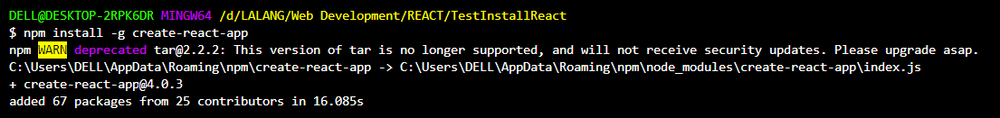 DELL@DESKTOP-2RPK6DR MINGW64 /d/LALANG/Web Development/REACT/TestInstallReact
$ npm install -g create-react-app
npm WARN deprecated tar@2.2.2: This version of tar is no longer supported, and will not receive security updates. Please upgrade asap.
C:\Users\DELL\AppData\Roaming\npm\create-react-app -> C:\Users\DELL\AppData\Roaming\npm\node_modules\create-react-app\index.js
+ create-react-app@4.0.3
added 67 packages from 25 contributors in 16.085s